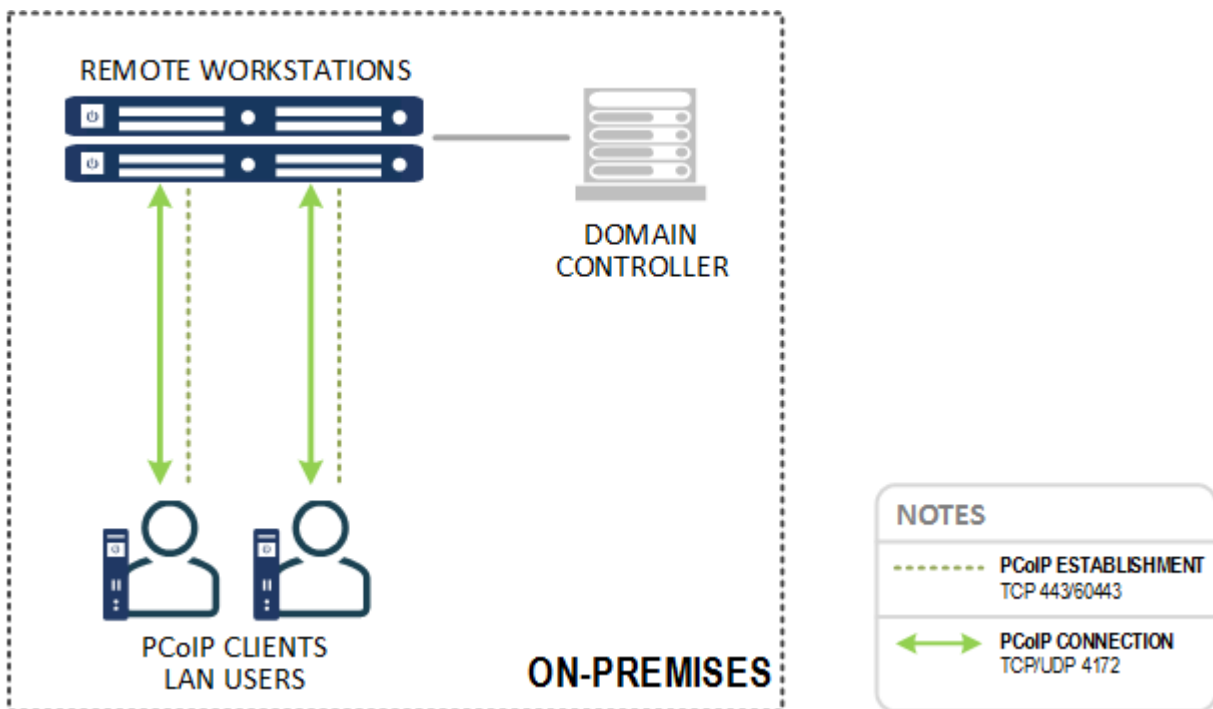 REMOTE WORKSTATIONS
DOMAIN
CONTROLLER
PCoIP CLIENTS
LAN USERS
ON-PREMISES
NOTES
PCoIP ESTABLISHMENT
TCP 443/60443
PCoIP CONNECTION
TCP/UDP 4172